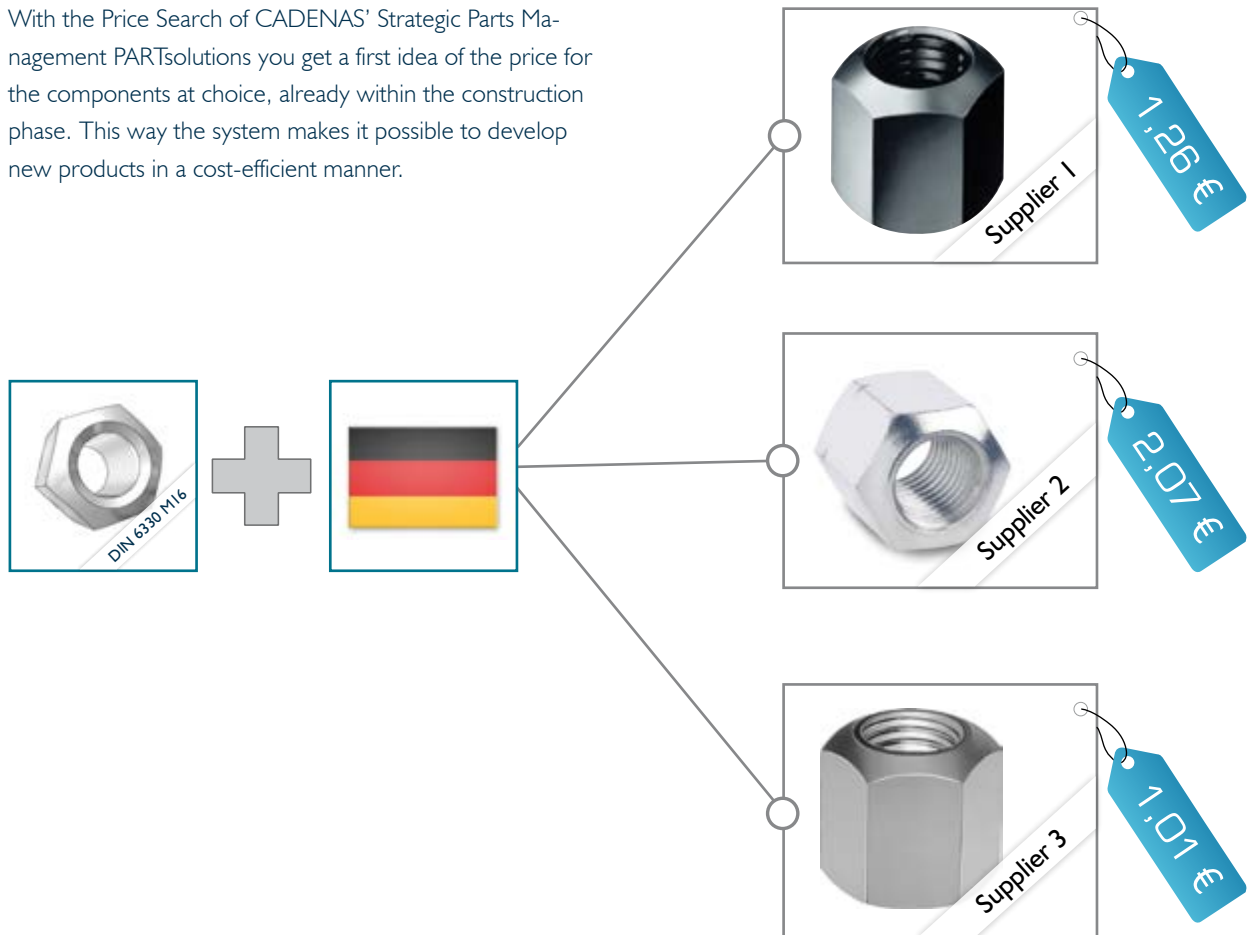 With the Price Search of CADENAS’ Strategic Parts Ma-
nagement PARTsolutions you get a first idea of the price for
the components at choice, already within the construction
phase. This way the system makes it possible to develop
new products in a cost-efficient manner.
Supplier 1
1,26 €
DIN 6330 M16
Supplier 2
2,07 €
Supplier 3
1,01 €